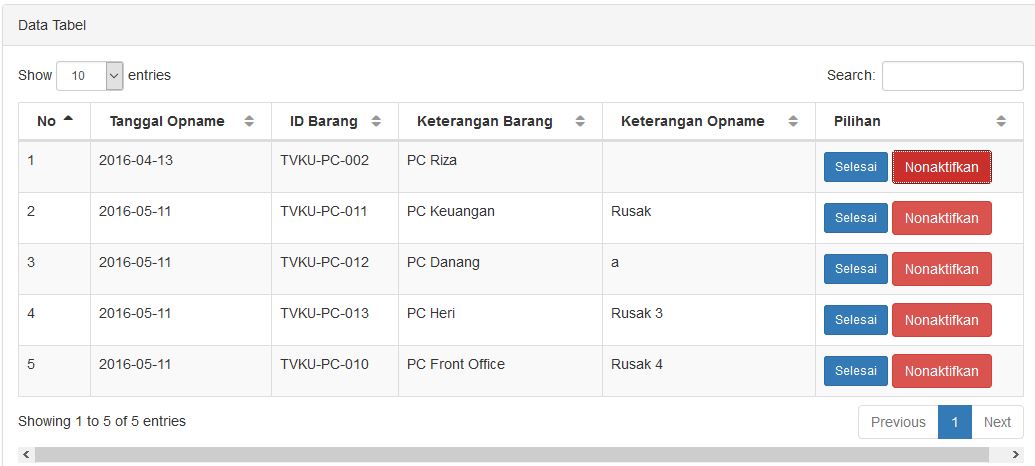 Data Tabel
Show 10 entries Search:
No Tanggal Opname ID Barang Keterangan Barang Keterangan Opname Pilihan
1 2016-04-13 TVKU-PC-002 PC Riza Selesai Nonaktifkan
2 2016-05-11 TVKU-PC-011 PC Keuangan Rusak Selesai Nonaktifkan
3 2016-05-11 TVKU-PC-012 PC Danang a Selesai Nonaktifkan
4 2016-05-11 TVKU-PC-013 PC Heri Rusak 3 Selesai Nonaktifkan
5 2016-05-11 TVKU-PC-010 PC Front Office Rusak 4 Selesai Nonaktifkan
Showing 1 to 5 of 5 entries Previous 1 Next